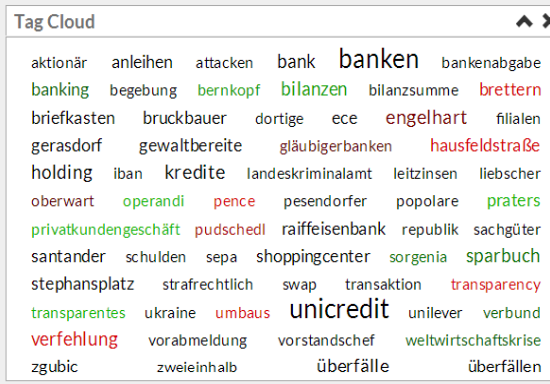 Tag Cloud
aktionär anleihen attacken bank banken bankenabgabe
banking begebung bernkopf bilanzen bilanzsumme brettern
briefkasten bruckbauer dortige ece engelhart filialen
gerasdorf gewaltbereite gläubigerbanken hausfeldstraße
holding iban kredite landeskriminalamt leitzinsen liebscher
oberwart operandi pence pesendorfer popolare praters
privatkundengeschäft pudschedl raiffeisenbank republik sachgüter
santander schulden sepa shoppingcenter sorgenia sparbuch
stephansplatz strafrechtlich swap transaktion transparency
transparentes ukraine umbaus unicredit unilever verbund
verfehlung vorabmeldung vorstandschef weltwirtschaftskrise
zgubic zweieinhalb überfälle überfällen